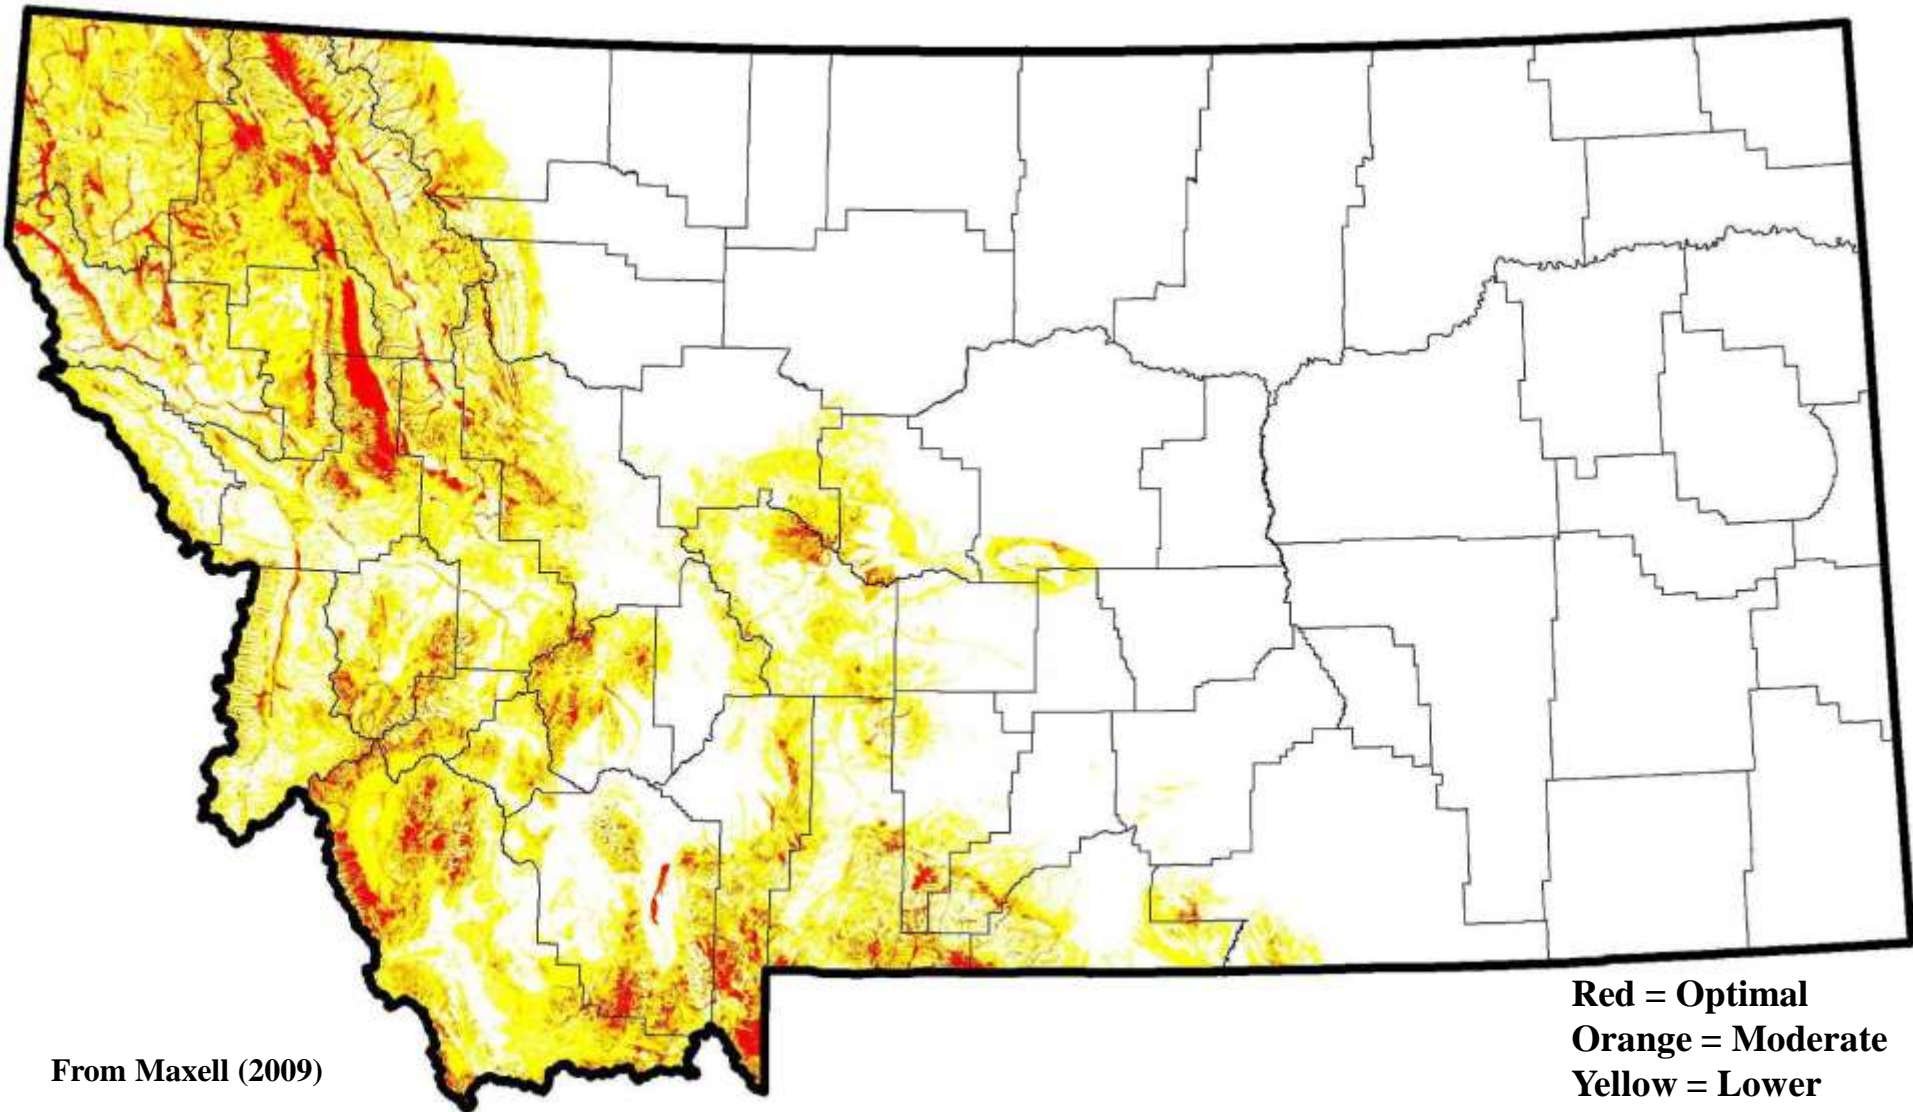 From Maxell (2009)
Red = Optimal
Orange = Moderate
Yellow = Lower